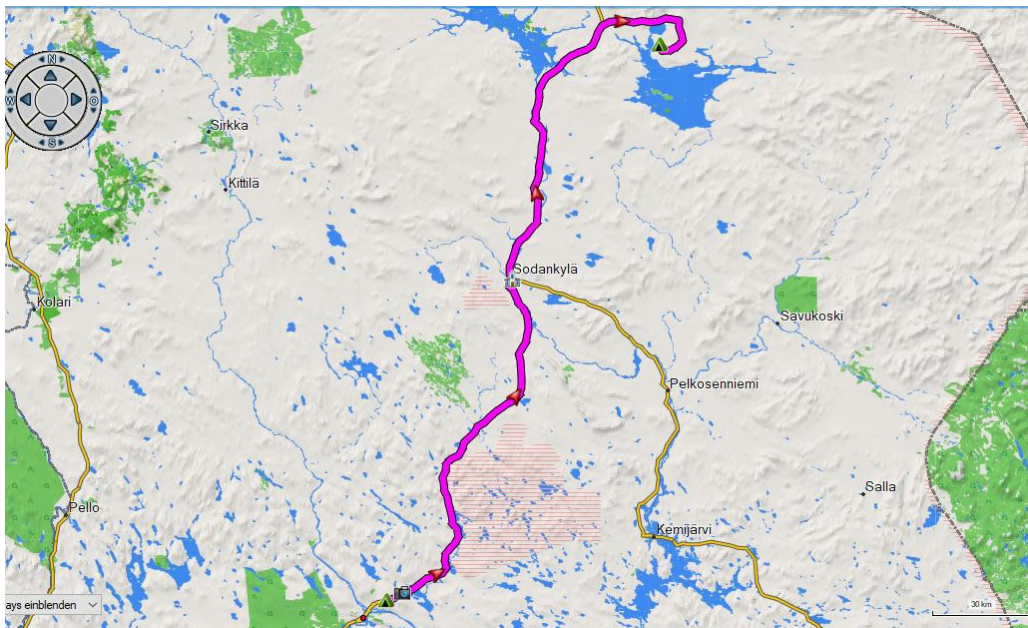 N
W
O
S
Sirkka
Kittilä
Sodankylä
Kolari
Savukoski
Pelkosenniemi
Salla
Pello
Kemijärvi
ays einblenden
30 km